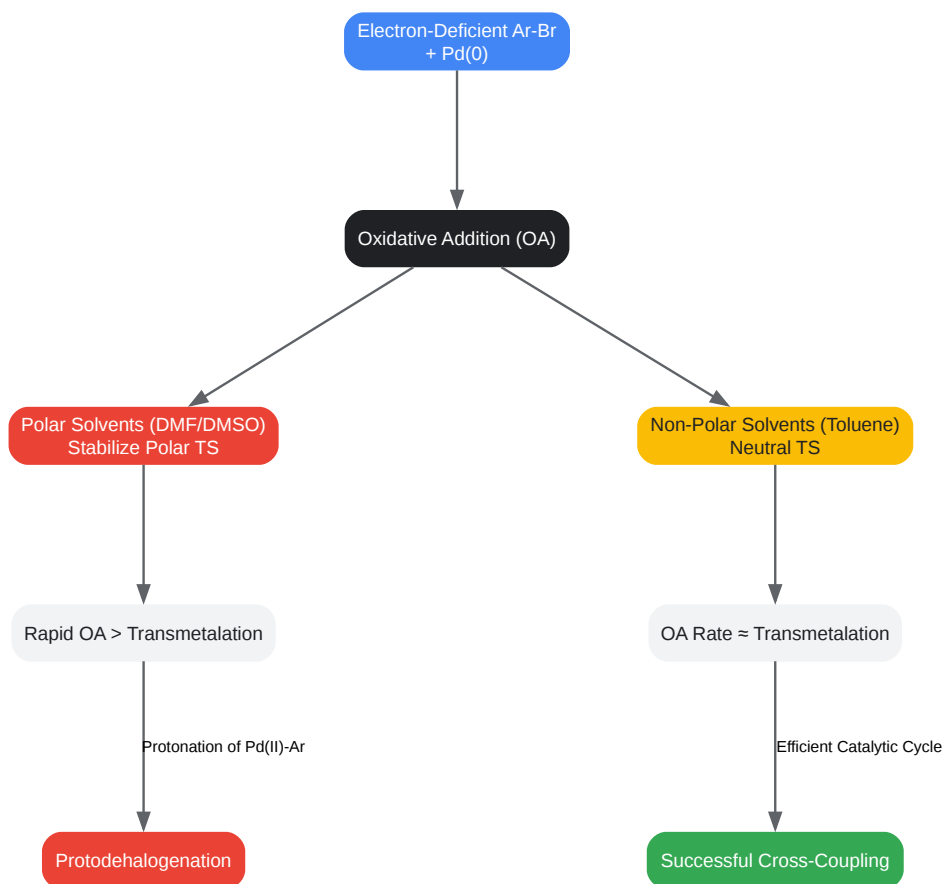 Electron-Deficient Ar-Br
+ Pd(0)
Oxidative Addition (OA)
Polar Solvents (DMF/DMSO)
Stabilize Polar TS
Non-Polar Solvents (Toluene)
Neutral TS
Rapid OA > Transmetalation
OA Rate ≈ Transmetalation
Protonation of Pd(II)-Ar
Efficient Catalytic Cycle
Protodehalogenation
Successful Cross-Coupling